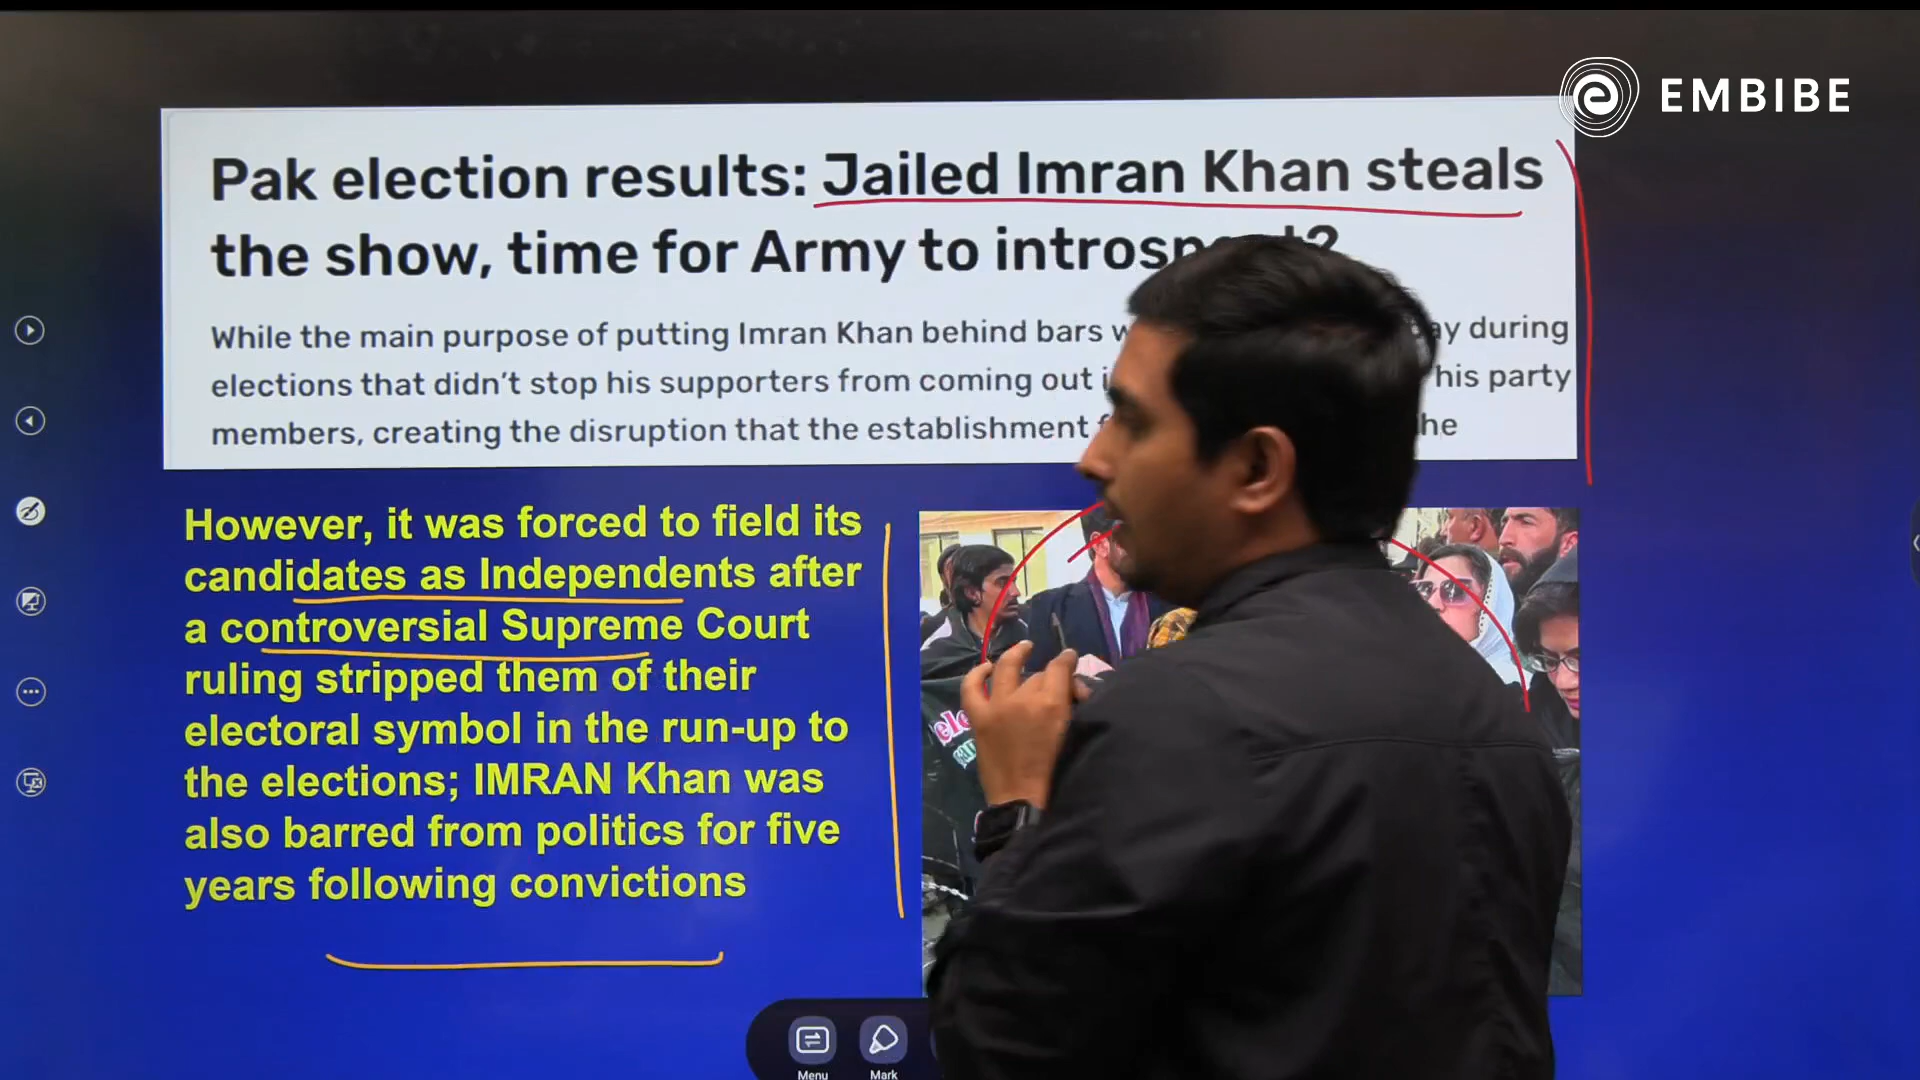 EMBIBE
Pak election results: Jailed Imran Khan steals
the show, time for Army to
While the main purpose of putting Imran Khan behind bars during
elections that didn't stop his supporters from coming out his party
members, creating the disruption that the establishment
However, it was forced to field its
candidates as Independents after
a controversial Supreme Court
ruling stripped them of their
electoral symbol in the run-up to
the elections; IMRAN Khan was
also barred from politics for five
years following convictions
Menu Mark